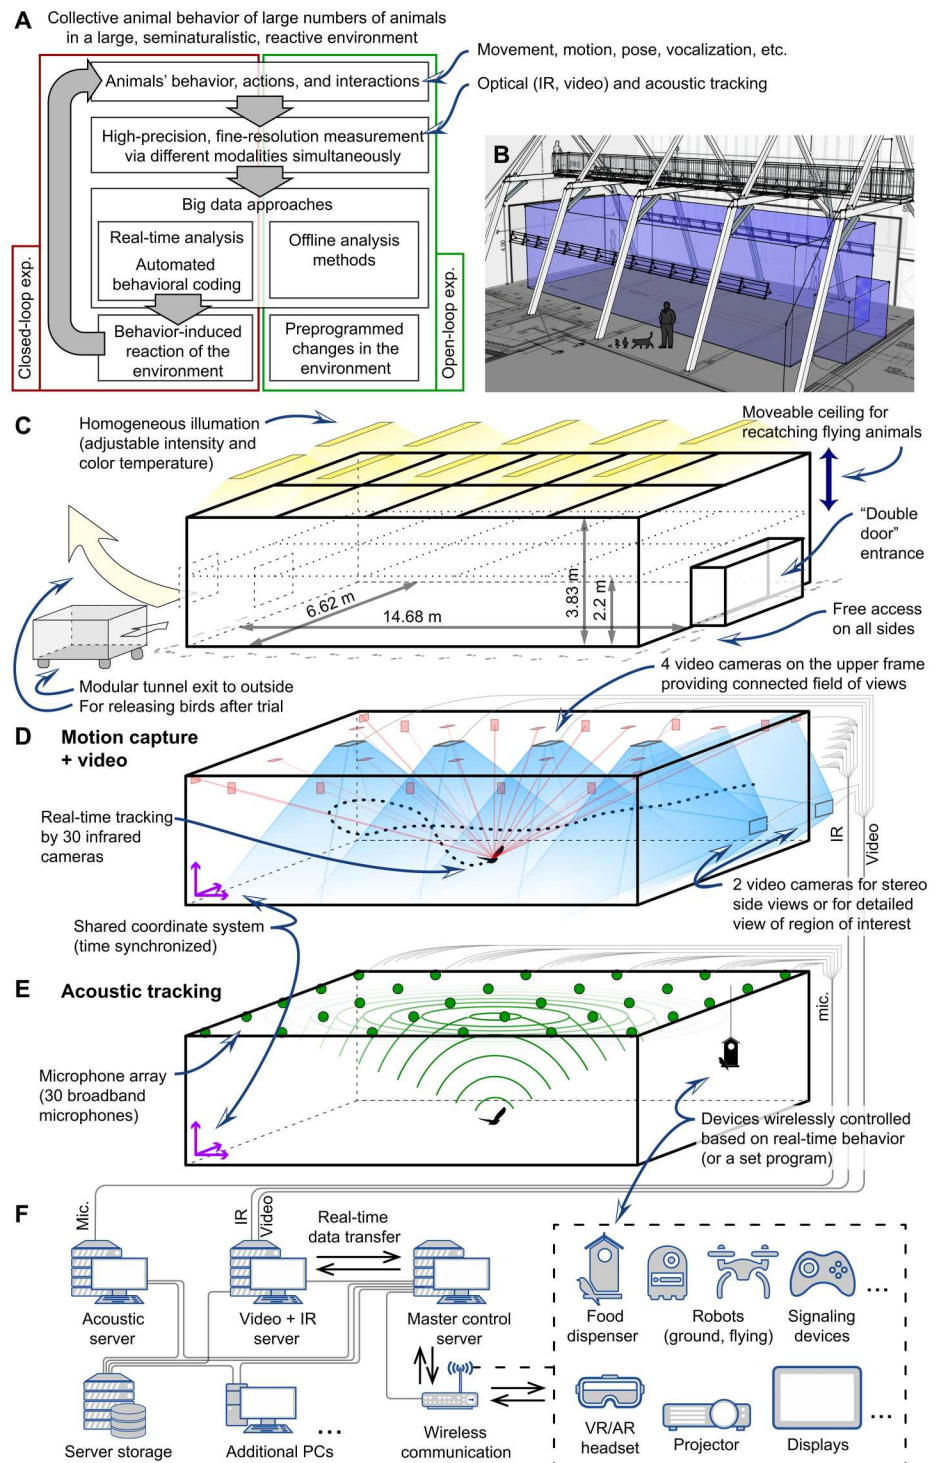 A
Collective animal behavior of large numbers of animals
in a large, seminaturalistic, reactive environment
Movement, motion, pose, vocalization, etc.
Animals' behavior, actions, and interactions
Optical (IR, video) and acoustic tracking
High-precision, fine-resolution measurement
via different modalities simultaneously
Big data approaches
Real-time analysis
Automated
behavioral coding
Offline analysis
methods
Behavior-induced
reaction of the
environment
Preprogrammed
changes in the
environment
Closed-loop exp.
Open-loop exp.
B
C
Homogeneous illumation
(adjustable intensity and
color temperature)
Moveable ceiling for
recatching flying animals
"Double
door"
entrance
6.62 m
14.68 m
3.83 m
2.2 m
Free access
on all sides
Modular tunnel exit to outside
For releasing birds after trial
4 video cameras on the upper frame
providing connected field of views
D
Motion capture
+ video
Real-time tracking
by 30 infrared
cameras
IR
Video
2 video cameras for stereo
side views or for detailed
view of region of interest
Shared coordinate system
(time synchronized)
E
Acoustic tracking
mic.
Microphone array
(30 broadband
microphones)
Devices wirelessly controlled
based on real-time behavior
(or a set program)
F
Mic.
IR
Video
Real-time
data transfer
Acoustic
server
Video + IR
server
Master control
server
Food
dispenser
Robots
(ground, flying)
Signaling
devices
...
Server storage
Additional PCs
...
Wireless
communication
VR/AR
headset
Projector
Displays
...